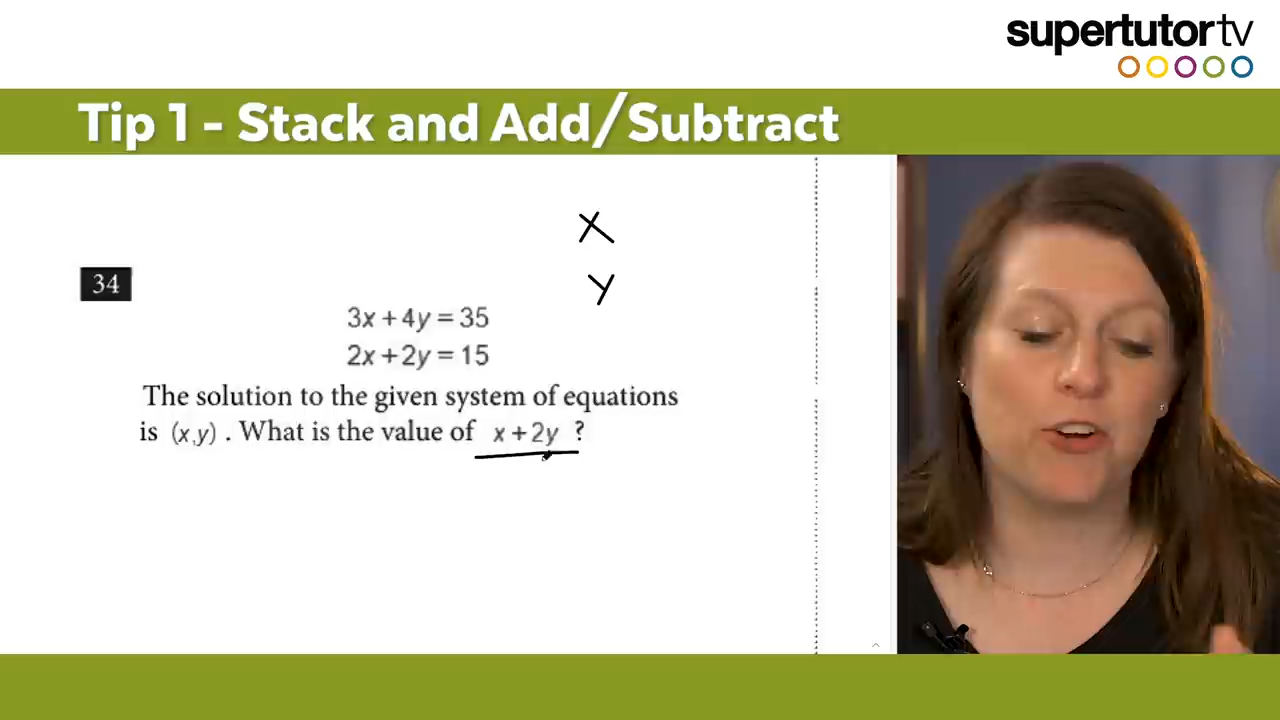 supertutortv
Tip 1 - Stack and Add/Subtract
x
y
34
3x + 4y = 35
2x + 2y = 15
The solution to the given system of equations
is (x,y) . What is the value of x + 2y ?